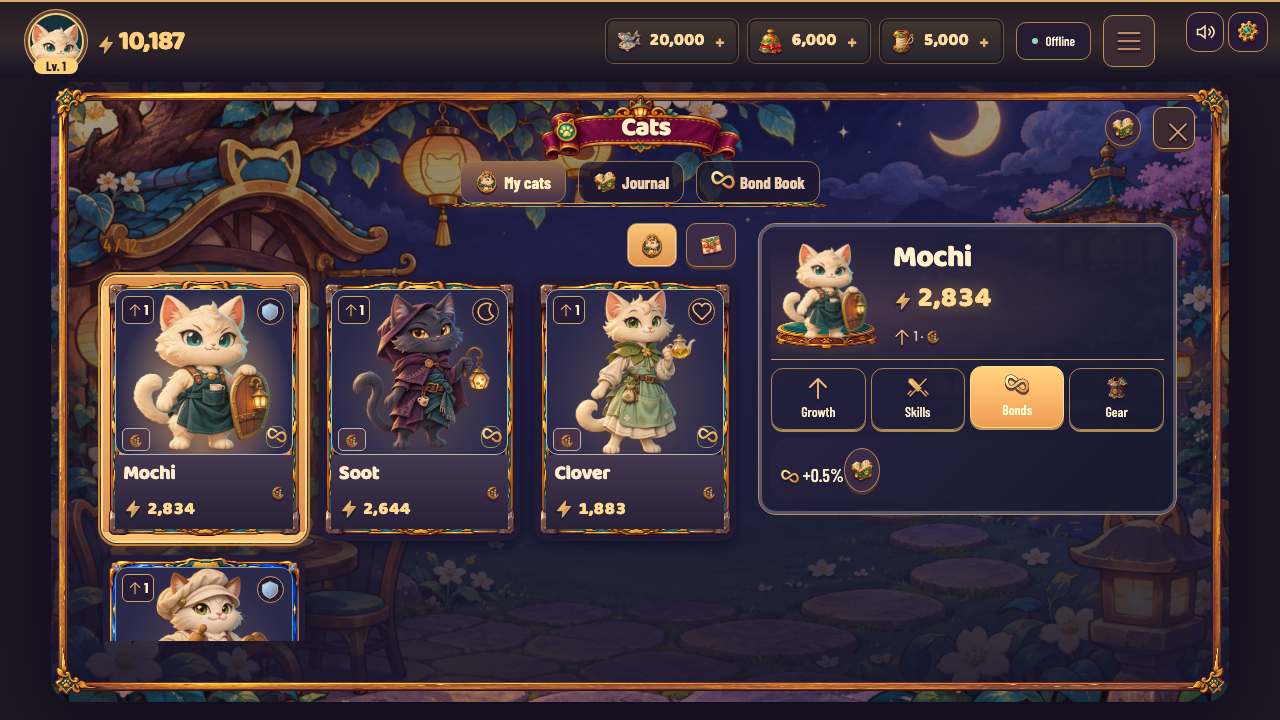 Lv. 1
10,187
20,000 +
6,000 +
5,000 +
Offline
Cats
My cats
Journal
Bond Book
4 / 12
1
Mochi
2,834
1
Soot
2,644
1
Clover
1,883
1
Mochi
2,834
1 ·
Growth
Skills
Bonds
Gear
+0.5%